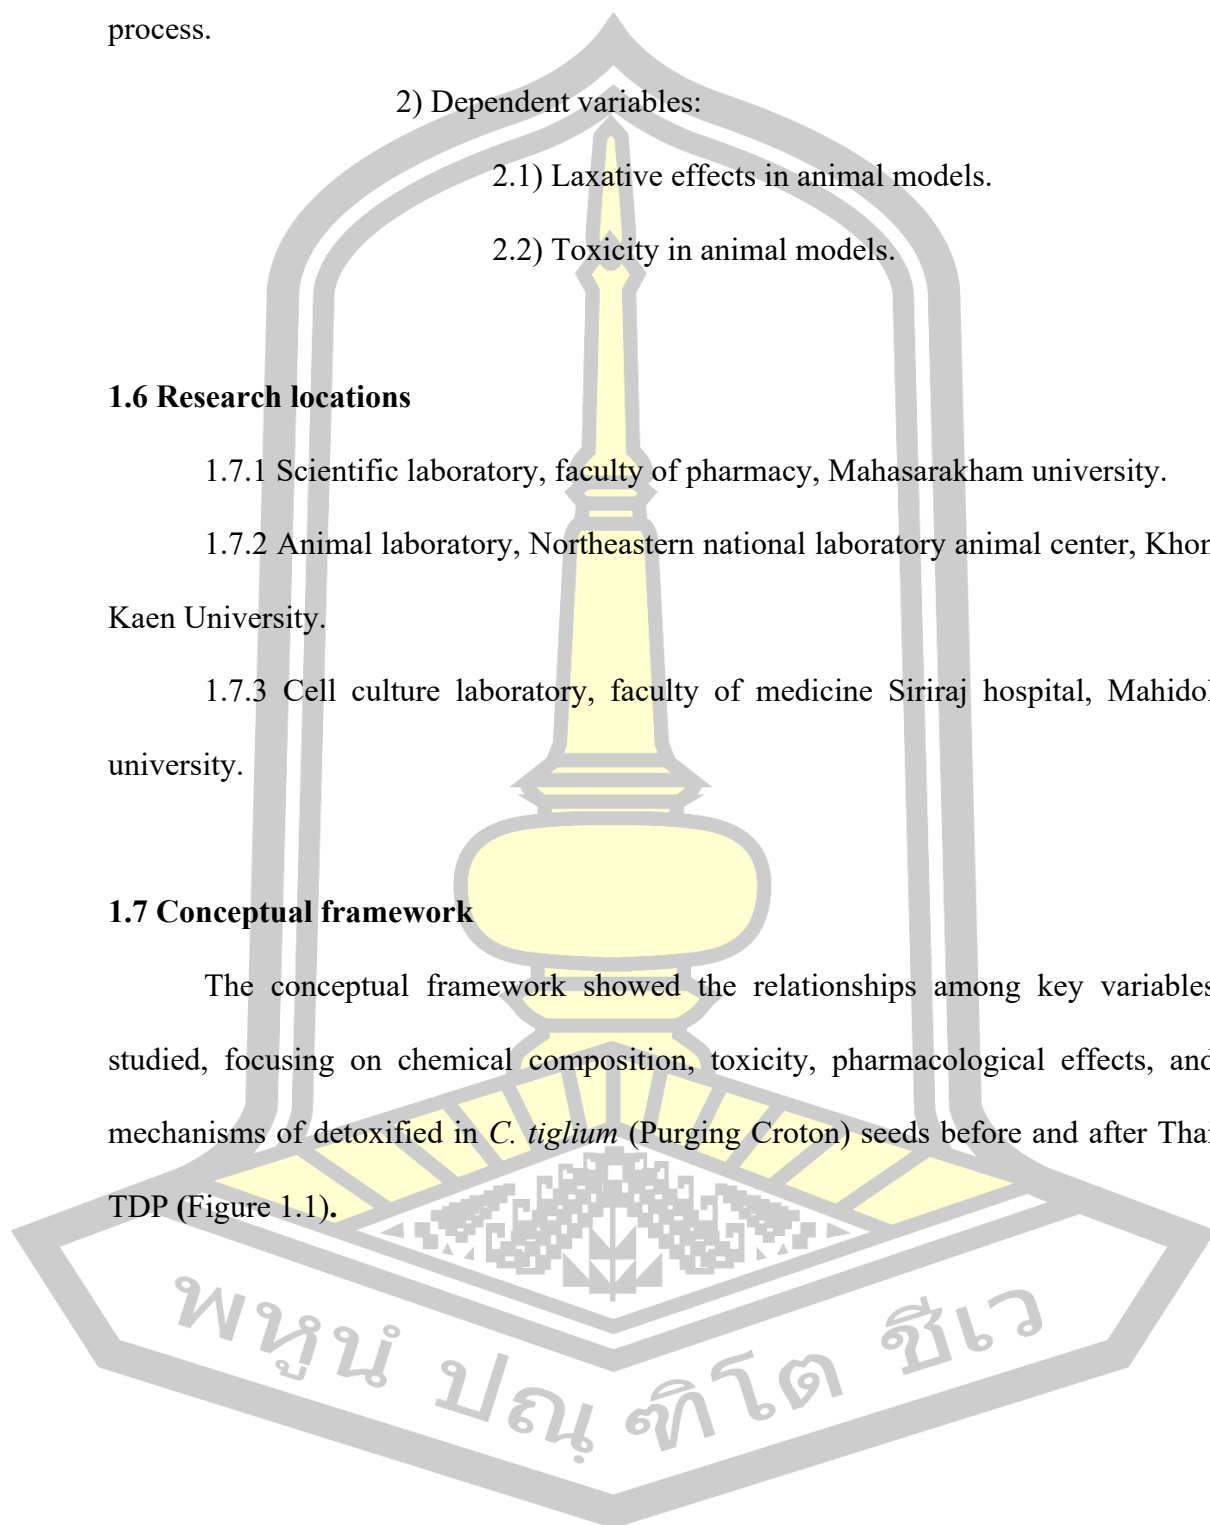 process.
2) Dependent variables:
2.1) Laxative effects in animal models.
2.2) Toxicity in animal models.
1.6 Research locations
1.7.1 Scientific laboratory, faculty of pharmacy, Mahasarakham university.
1.7.2 Animal laboratory, Northeastern national laboratory animal center, Khon
Kaen University.
1.7.3 Cell culture laboratory, faculty of medicine Siriraj hospital, Mahidol
university.
1.7 Conceptual framework
The conceptual framework showed the relationships among key variables
studied, focusing on chemical composition, toxicity, pharmacological effects, and
mechanisms of detoxified in C. tiglium (Purging Croton) seeds before and after Thai
TDP (Figure 1.1).
พหูนํ ปณฺฑิโต ชีเว